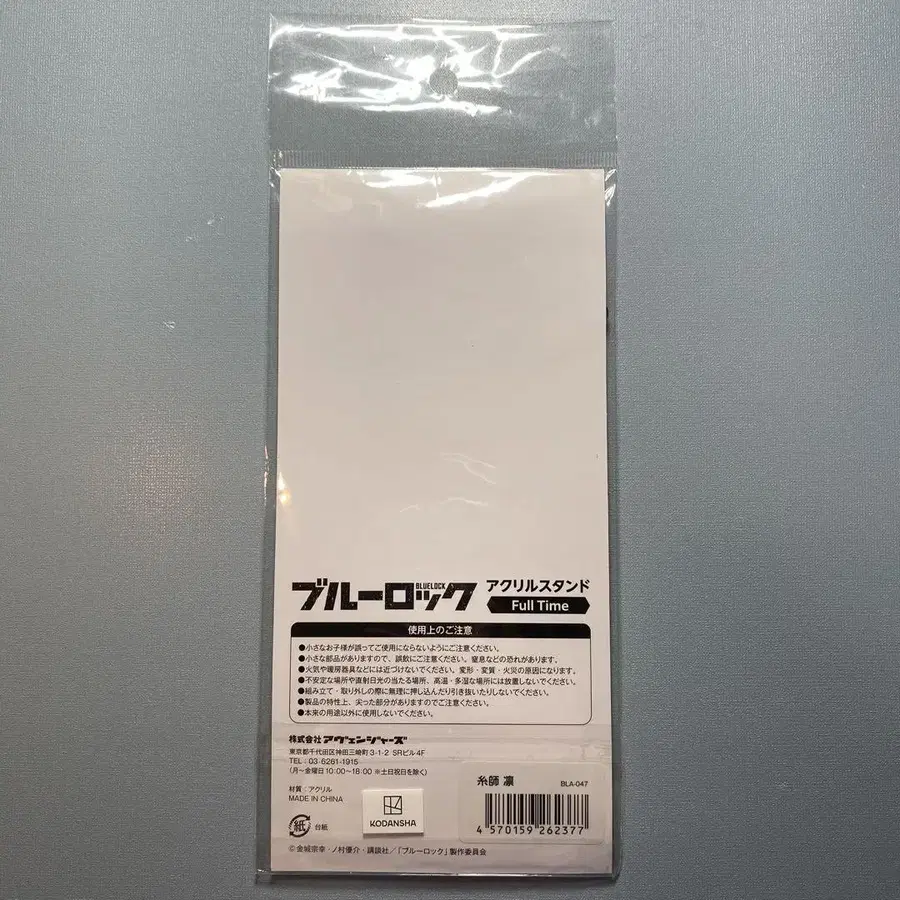 ブルーロック
BLUELOCK
アクリルスタンド
Full Time
使用上のご注意
●小さなお子様が誤ってご使用にならないようにご注意ください。
●小さな部品がありますので、誤飲にご注意ください。窒息などの恐れがあります。
●火気や暖房器具などには近づけないでください。変形・変質・火災の原因になります。
●不安定な場所や直射日光の当たる場所、高温・多湿な場所には放置しないでください。
●組み立て・取り外しの際に無理に押し込んだり引き抜いたりしないでください。
●製品の特性上、尖った部分がありますのでご注意ください。
●本来の用途以外に使用しないでください。
株式会社 アヴェンジャーズ
東京都千代田区神田三崎町3-1-2 SRビル4F
TEL：03-6261-1915
(月〜金曜日10:00〜18:00 ※土日祝日を除く)
材質：アクリル
MADE IN CHINA
紙 台紙
KODANSHA
糸師 凛
BLA-047
4 570159 262377
© 金城宗幸・ノ村優介・講談社／「ブルーロック」製作委員会